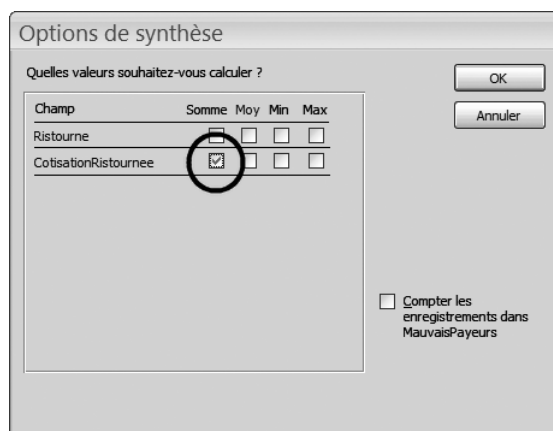 Options de synthèse
Quelles valeurs souhaitez-vous calculer ?
OK
Annuler
Champ Somme Moy Min Max
Ristourne
CotisationRistournee
Compter les
enregistrements dans
MauvaisPayeurs